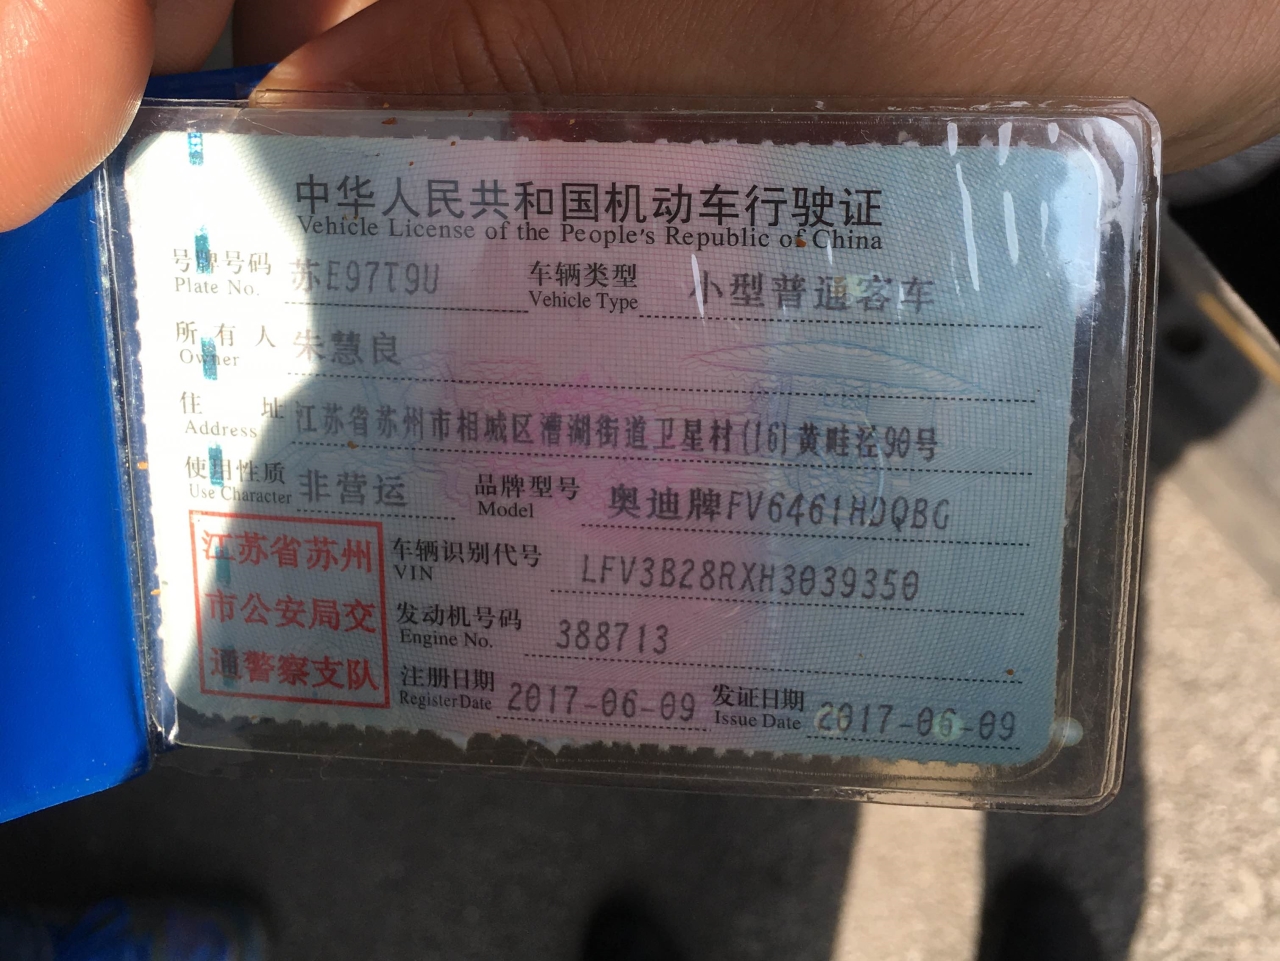 中华人民共和国机动车行驶证
Vehicle License of the People's Republic of China
号牌号码 苏E97T9U 车辆类型 小型普通客车
Plate No. Vehicle Type
所有人 朱慧良
Owner
住址 江苏省苏州市相城区漕湖街道卫星村(16)黄畦泾90号
Address
使用性质 非营运 品牌型号 奥迪牌FV6461HDQBG
Use Character Model
江苏省苏州
市公安局交
通警察支队
车辆识别代号 LFV3B28RXH3039350
VIN
发动机号码 388713
Engine No.
注册日期 2017-06-09 发证日期 2017-06-09
Register Date Issue Date